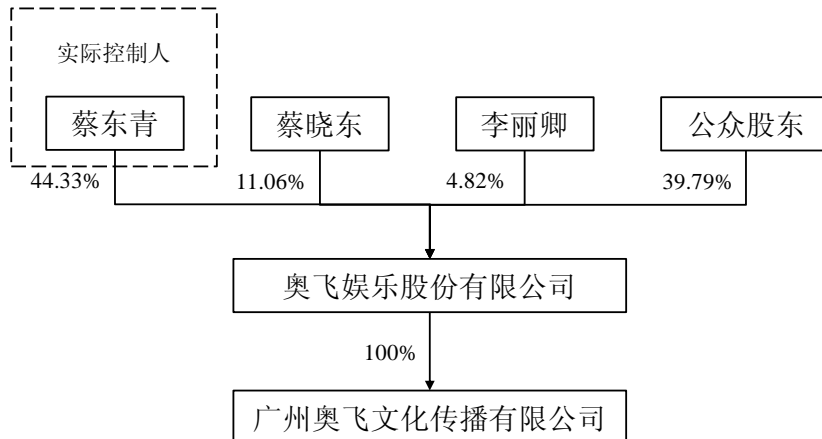 实际控制人
蔡东青
蔡晓东
李丽卿
公众股东
44.33%
11.06%
4.82%
39.79%
奥飞娱乐股份有限公司
100%
广州奥飞文化传播有限公司